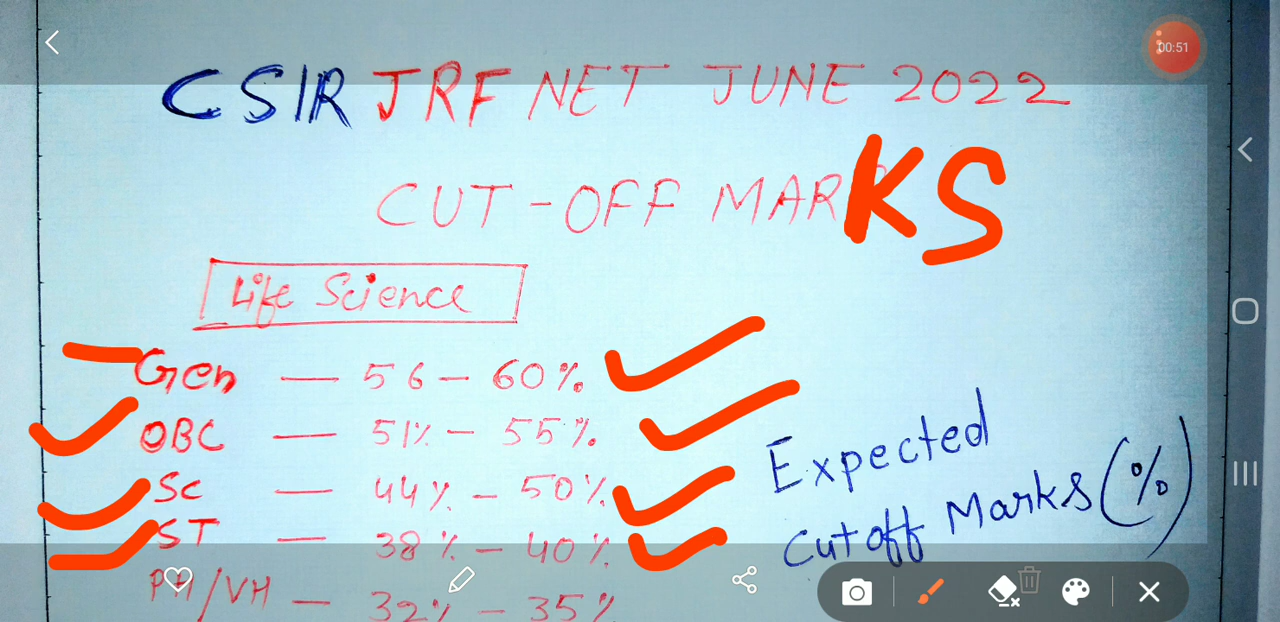 00:51
CSIR JRF NET JUNE 2022
CUT-OFF MARKS
Life Science
Gen — 56 - 60%
OBC — 51% - 55%
SC — 44% - 50%
ST — 38% - 40%
PH/VH — 32% - 35%
Expected
Cutoff Marks (%)